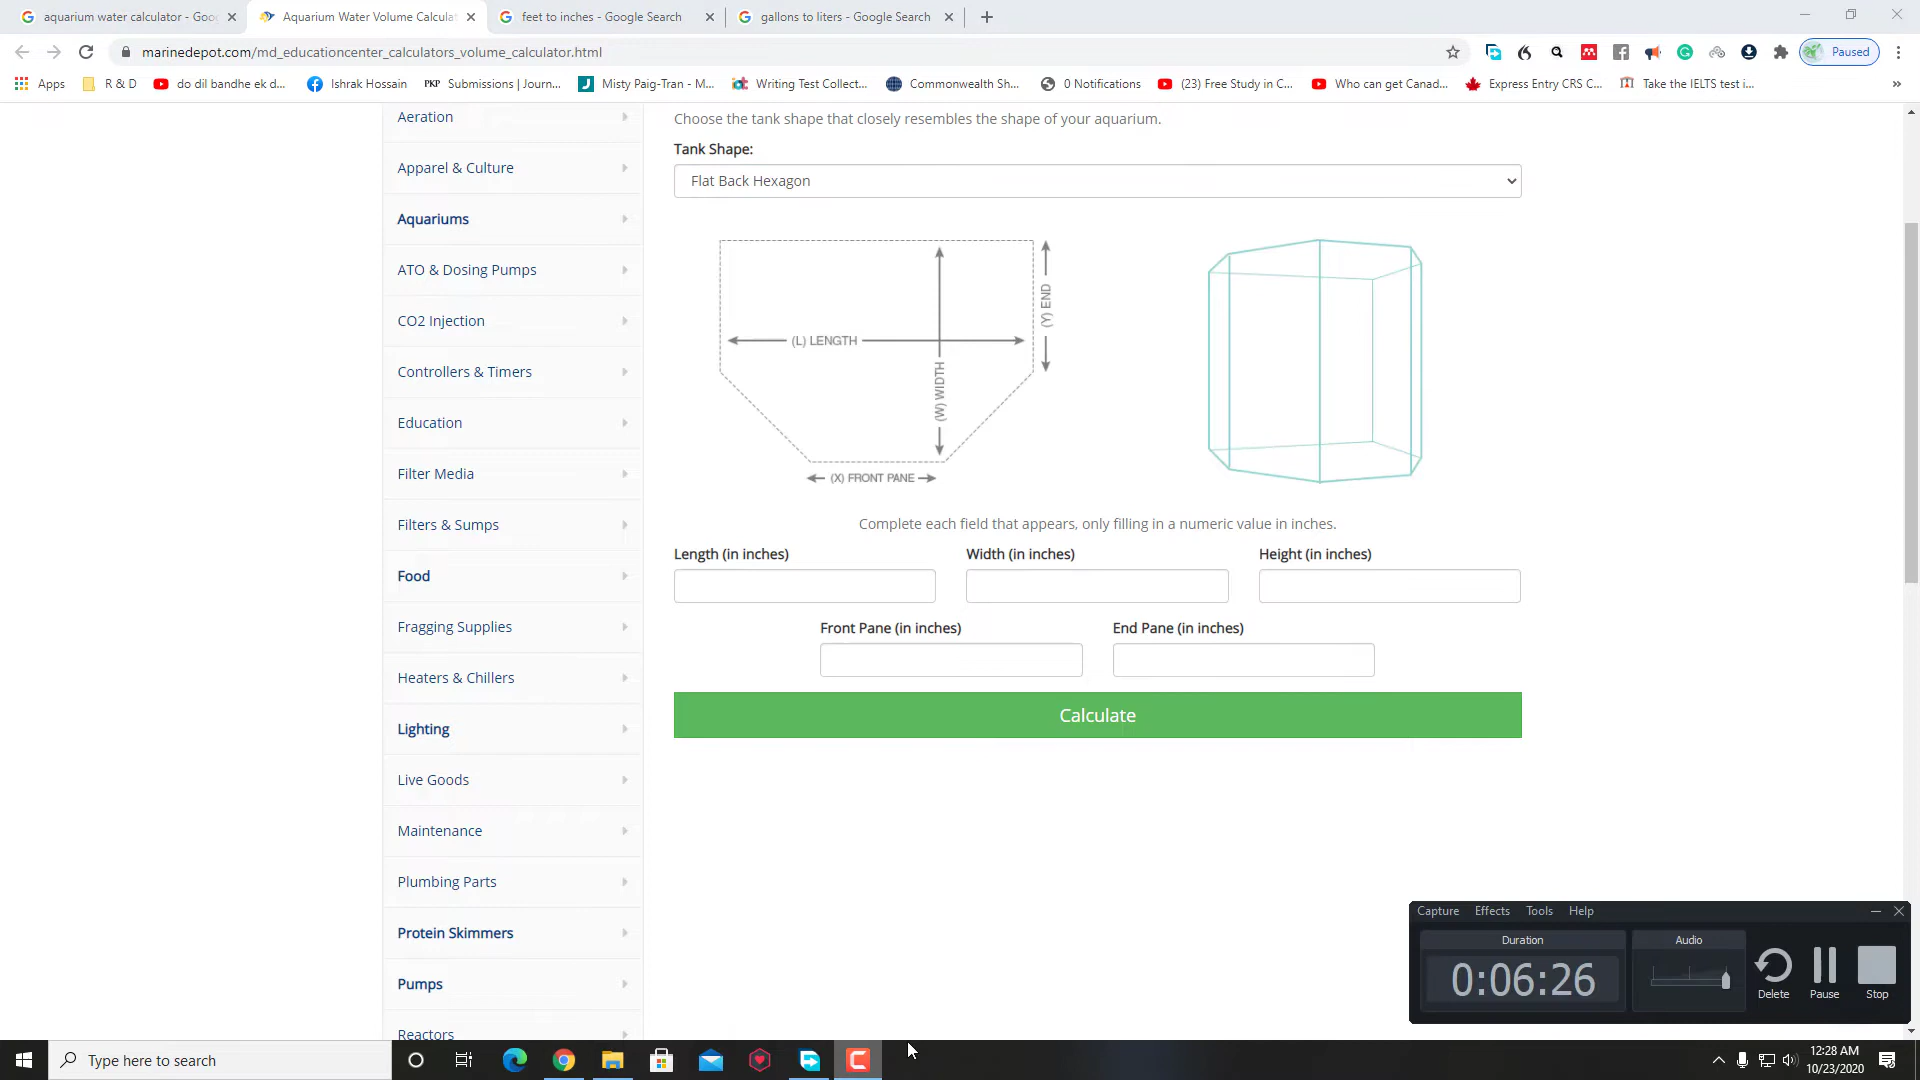 aquarium water calculator - Goo
Aquarium Water Volume Calculat
feet to inches - Google Search
gallons to liters - Google Search
marinedepot.com/md_educationcenter_calculators_volume_calculator.html
Paused
Apps
R & D
do dil bandhe ek d...
Ishrak Hossain
PKP Submissions | Journ...
Misty Paig-Tran - M...
Writing Test Collect...
Commonwealth Sh...
0 Notifications
(23) Free Study in C...
Who can get Canad...
Express Entry CRS C...
Take the IELTS test i...
»
Aeration
Apparel & Culture
Aquariums
ATO & Dosing Pumps
CO2 Injection
Controllers & Timers
Education
Filter Media
Filters & Sumps
Food
Fragging Supplies
Heaters & Chillers
Lighting
Live Goods
Maintenance
Plumbing Parts
Protein Skimmers
Pumps
Reactors
Choose the tank shape that closely resembles the shape of your aquarium.
Tank Shape:
Flat Back Hexagon
(L) LENGTH
(W) WIDTH
(Y) END
(X) FRONT PANE
Complete each field that appears, only filling in a numeric value in inches.
Length (in inches)
Width (in inches)
Height (in inches)
Front Pane (in inches)
End Pane (in inches)
Calculate
Capture Effects Tools Help
Duration
Audio
0:06:26
Delete
Pause
Stop
Type here to search
12:28 AM
10/23/2020